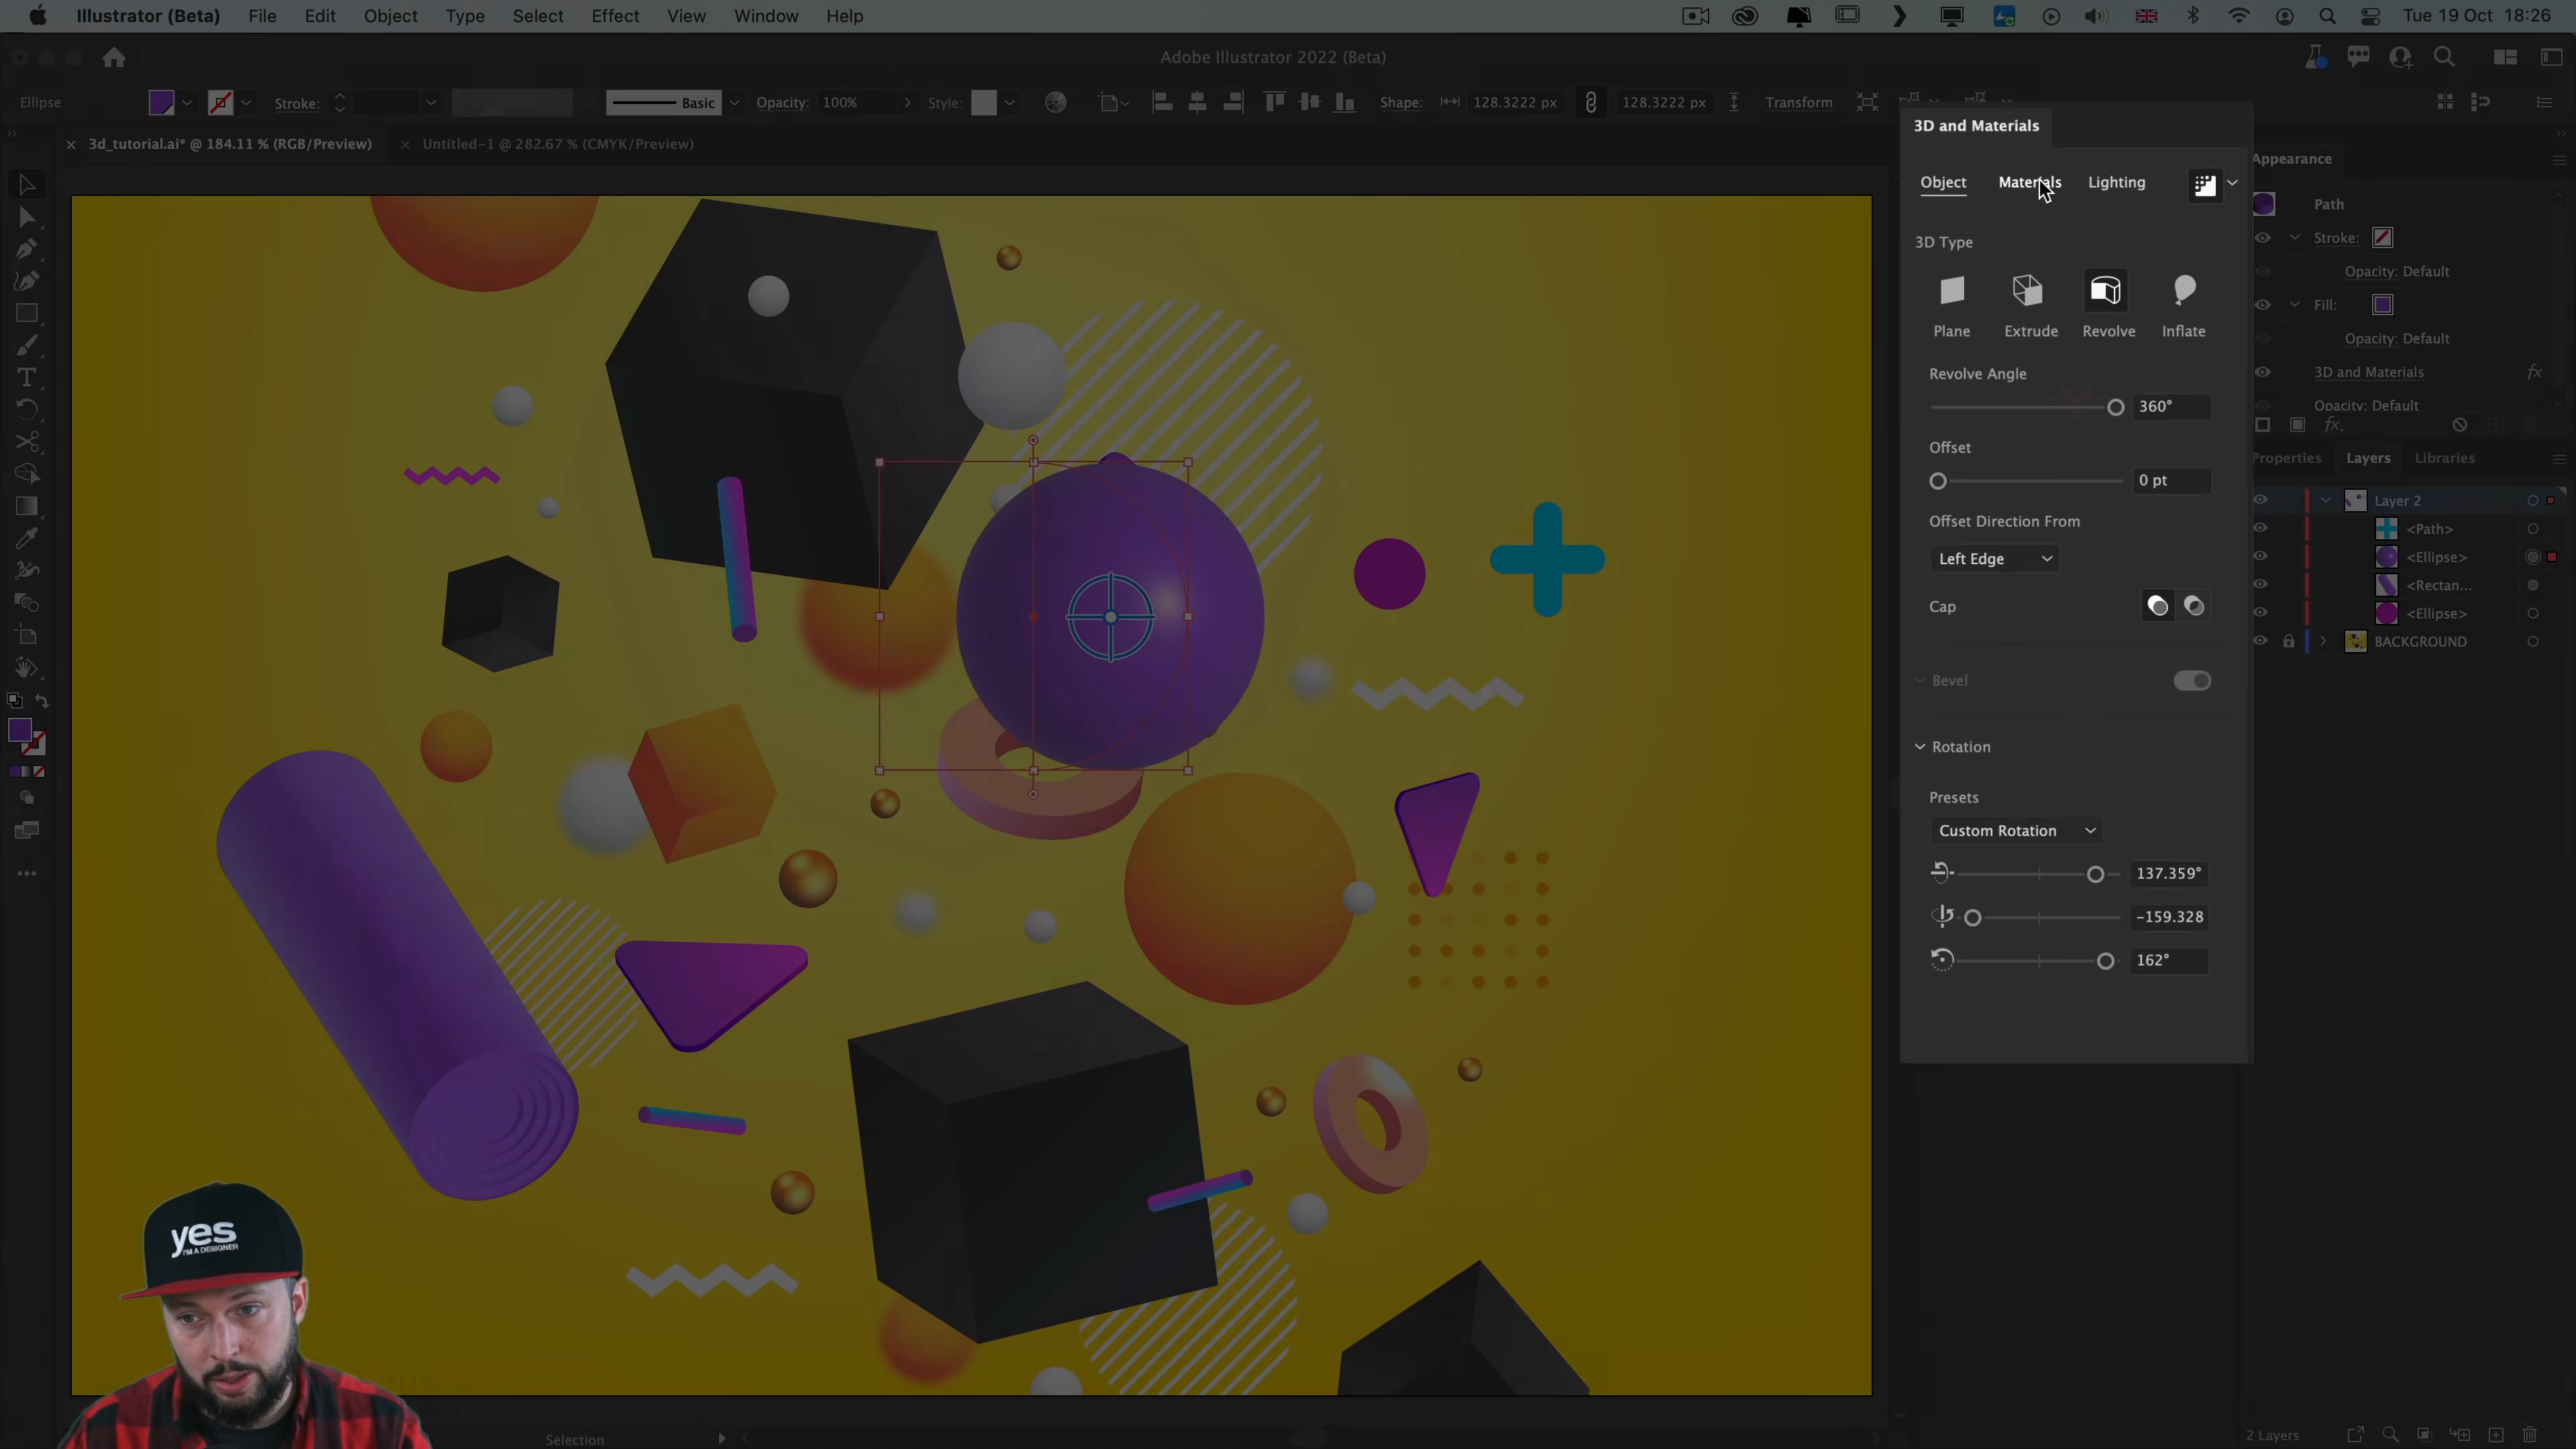 Illustrator (Beta) File Edit Object Type Select Effect View Window Help
Tue 19 Oct 18:26
Adobe Illustrator 2022 (Beta)
Ellipse Stroke: Basic Opacity: 100% Style: Shape: 128.3222 px 128.3222 px Transform
3d_tutorial.ai* @ 184.11 % (RGB/Preview) Untitled-1 @ 282.67 % (CMYK/Preview)
3D and Materials
Object Materials Lighting
3D Type
Plane Extrude Revolve Inflate
Revolve Angle
360°
Offset
0 pt
Offset Direction From
Left Edge
Cap
Bevel
Rotation
Presets
Custom Rotation
137.359°
-159.328
162°
Appearance
Path
Stroke:
Opacity: Default
Fill:
Opacity: Default
3D and Materials fx
Opacity: Default
fx.
Properties Layers Libraries
Layer 2
<Path>
<Ellipse>
<Rectan...
<Ellipse>
BACKGROUND
yes
I'M A DESIGNER
Selection
2 Layers